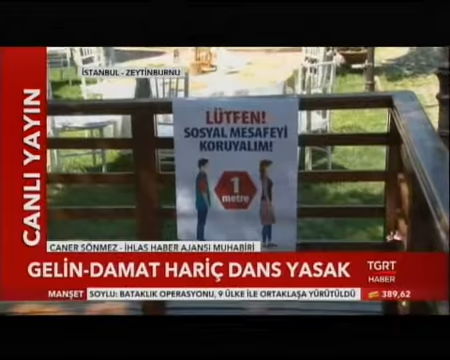 İSTANBUL - ZEYTİNBURNU
CANLI YAYIN
LÜTFEN!
SOSYAL MESAFEYİ
KORUYALIM!
1
metre
CANER SÖNMEZ - İHLAS HABER AJANSI MUHABİRİ
GELİN-DAMAT HARİÇ DANS YASAK
TGRT
HABER
MANŞET SOYLU: BATAKLIK OPERASYONU, 9 ÜLKE İLE ORTAKLAŞA YÜRÜTÜLDÜ
389,62